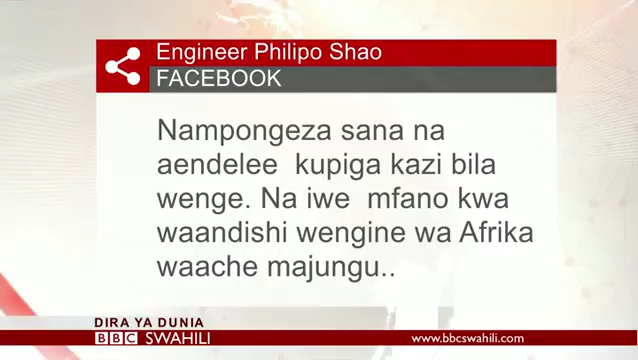 Engineer Philipo Shao
FACEBOOK
Nampongeza sana na
aendelee kupiga kazi bila
wenge. Na iwe mfano kwa
waandishi wengine wa Afrika
waache majungu..
DIRA YA DUNIA
BBC SWAHILI
www.bbcswahili.com